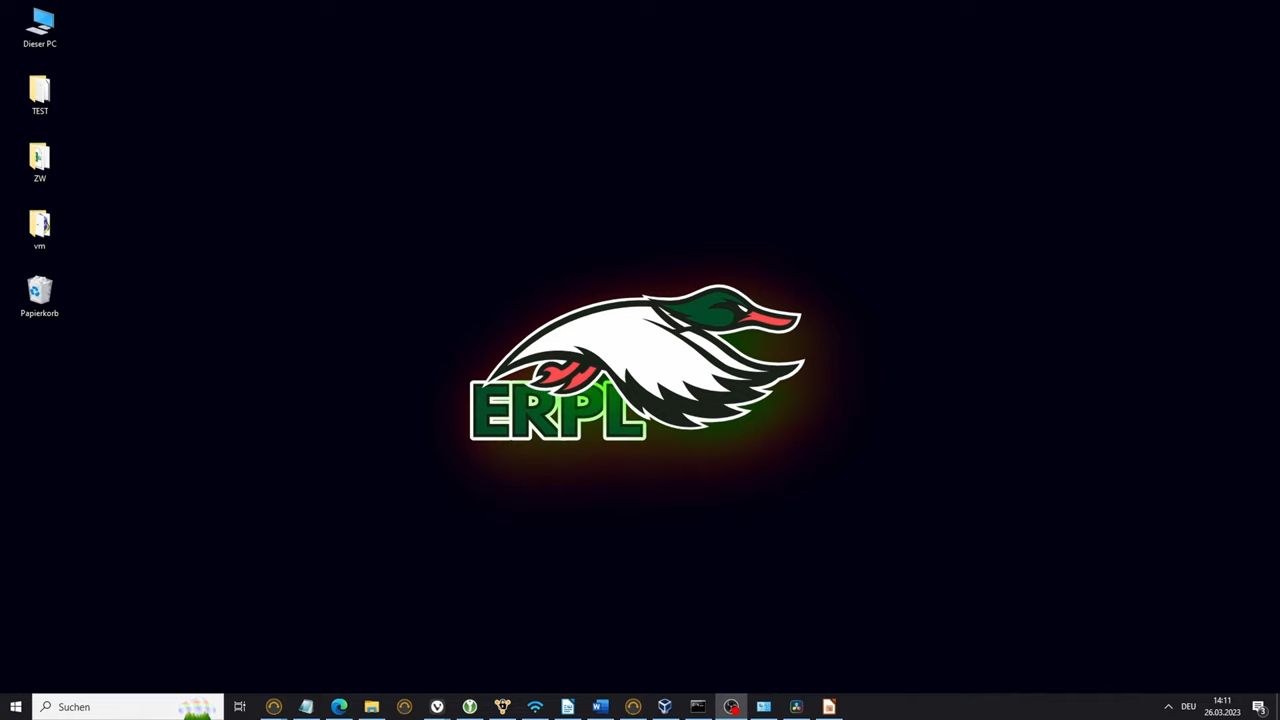 Dieser PC
TEST
ZW
vm
Papierkorb
ERPL
Suchen
DEU
14:11
26.03.2023